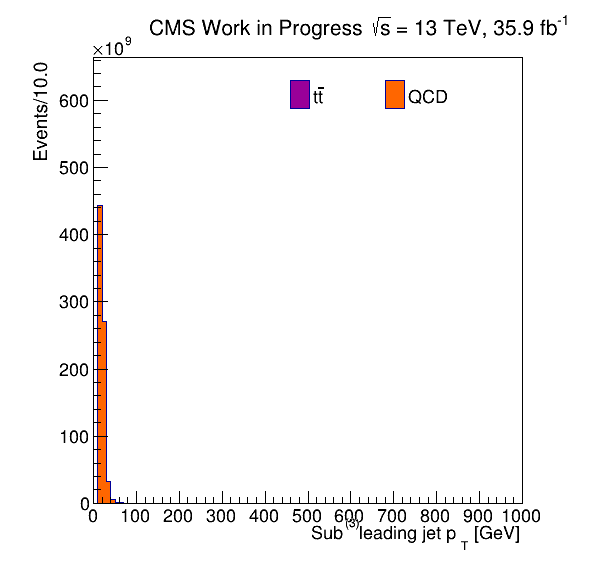 CMS Work in Progress √s = 13 TeV, 35.9 fb⁻¹
×10⁹
Events/10.0
tt̄
QCD
600
500
400
300
200
100
0
0 100 200 300 400 500 600 700 800 900 1000
Sub⁽³⁾leading jet p_T [GeV]